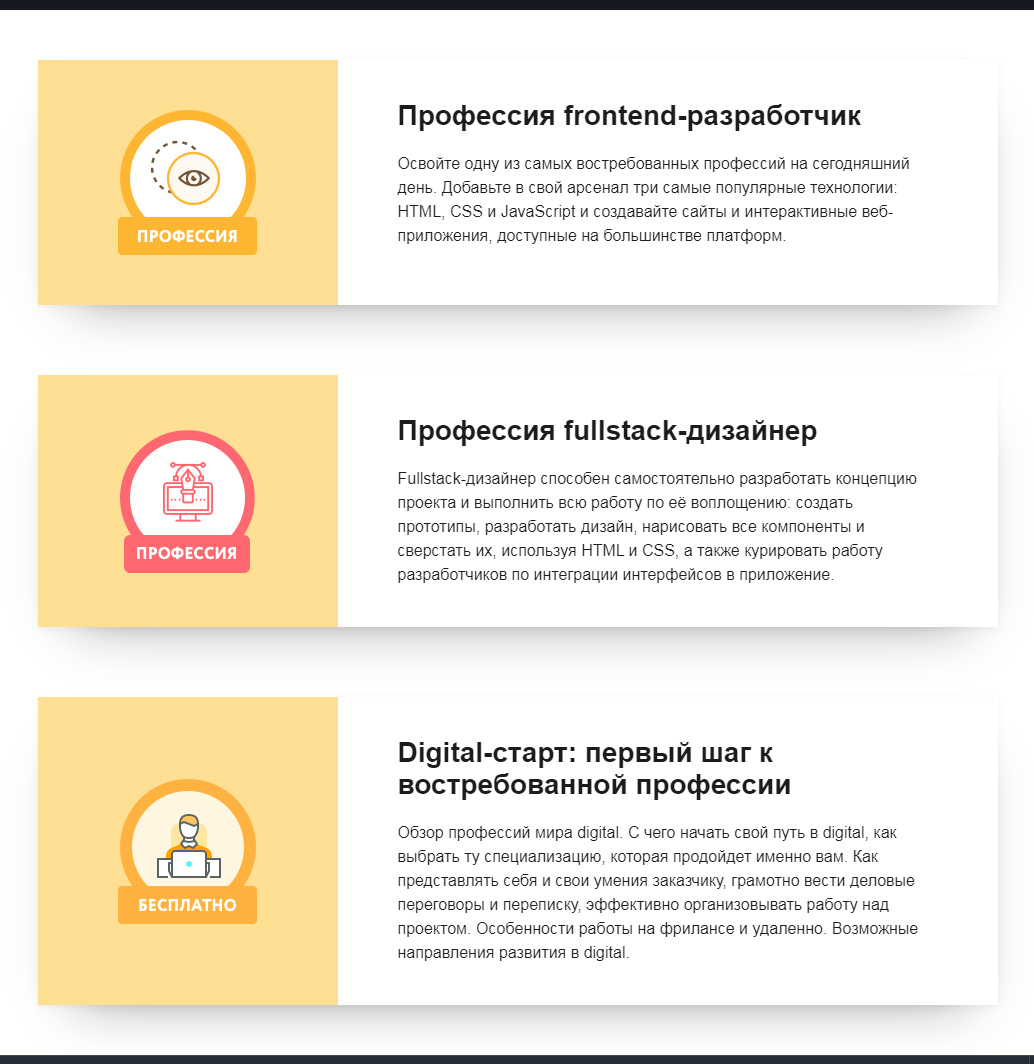 ПРОФЕССИЯ
Профессия frontend-разработчик
Освойте одну из самых востребованных профессий на сегодняшний
день. Добавьте в свой арсенал три самые популярные технологии:
HTML, CSS и JavaScript и создавайте сайты и интерактивные веб-
приложения, доступные на большинстве платформ.
ПРОФЕССИЯ
Профессия fullstack-дизайнер
Fullstack-дизайнер способен самостоятельно разработать концепцию
проекта и выполнить всю работу по её воплощению: создать
прототипы, разработать дизайн, нарисовать все компоненты и
сверстать их, используя HTML и CSS, а также курировать работу
разработчиков по интеграции интерфейсов в приложение.
БЕСПЛАТНО
Digital-старт: первый шаг к
востребованной профессии
Обзор профессий мира digital. С чего начать свой путь в digital, как
выбрать ту специализацию, которая продойдет именно вам. Как
представлять себя и свои умения заказчику, грамотно вести деловые
переговоры и переписку, эффективно организовывать работу над
проектом. Особенности работы на фрилансе и удаленно. Возможные
направления развития в digital.